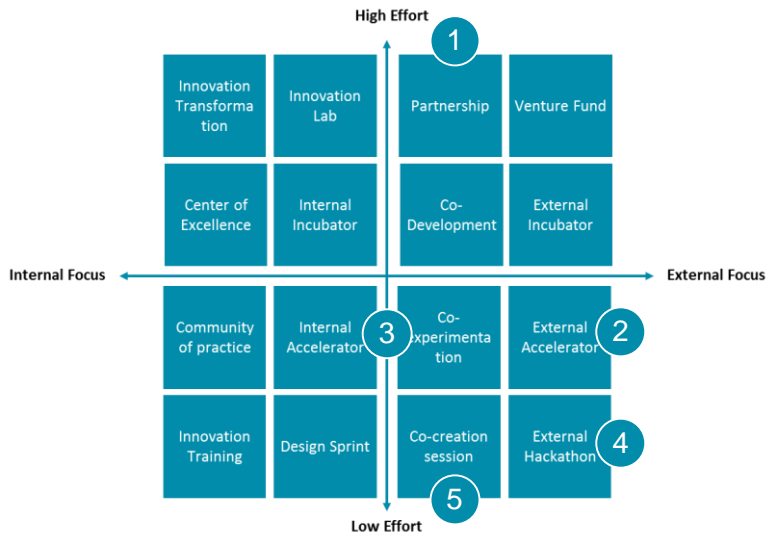 High Effort
1
Innovation
Transforma
tion
Innovation
Lab
Partnership
Venture Fund
Center of
Excellence
Internal
Incubator
Co-
Development
External
Incubator
Internal Focus
External Focus
Community
of practice
Internal
Accelerator
3
Co-
experimenta
tion
External
Accelerator
2
Innovation
Training
Design Sprint
Co-creation
session
External
Hackathon
4
5
Low Effort